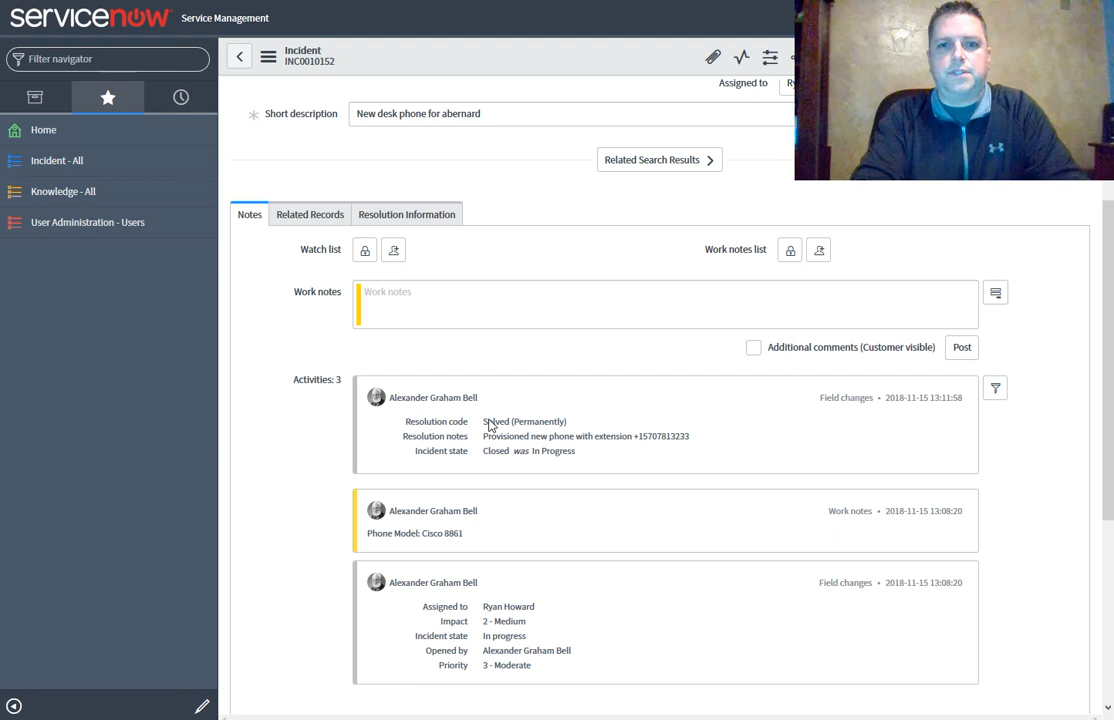 servicenow Service Management
Filter navigator
Home
Incident - All
Knowledge - All
User Administration - Users
Incident
INC0010152
Assigned to
Short description New desk phone for abernard
Related Search Results
Notes Related Records Resolution Information
Watch list Work notes list
Work notes Work notes
Additional comments (Customer visible) Post
Activities: 3
Alexander Graham Bell Field changes • 2018-11-15 13:11:58
Resolution code Solved (Permanently)
Resolution notes Provisioned new phone with extension +15707813233
Incident state Closed was In Progress
Alexander Graham Bell Work notes • 2018-11-15 13:08:20
Phone Model: Cisco 8861
Alexander Graham Bell Field changes • 2018-11-15 13:08:20
Assigned to Ryan Howard
Impact 2 - Medium
Incident state In progress
Opened by Alexander Graham Bell
Priority 3 - Moderate